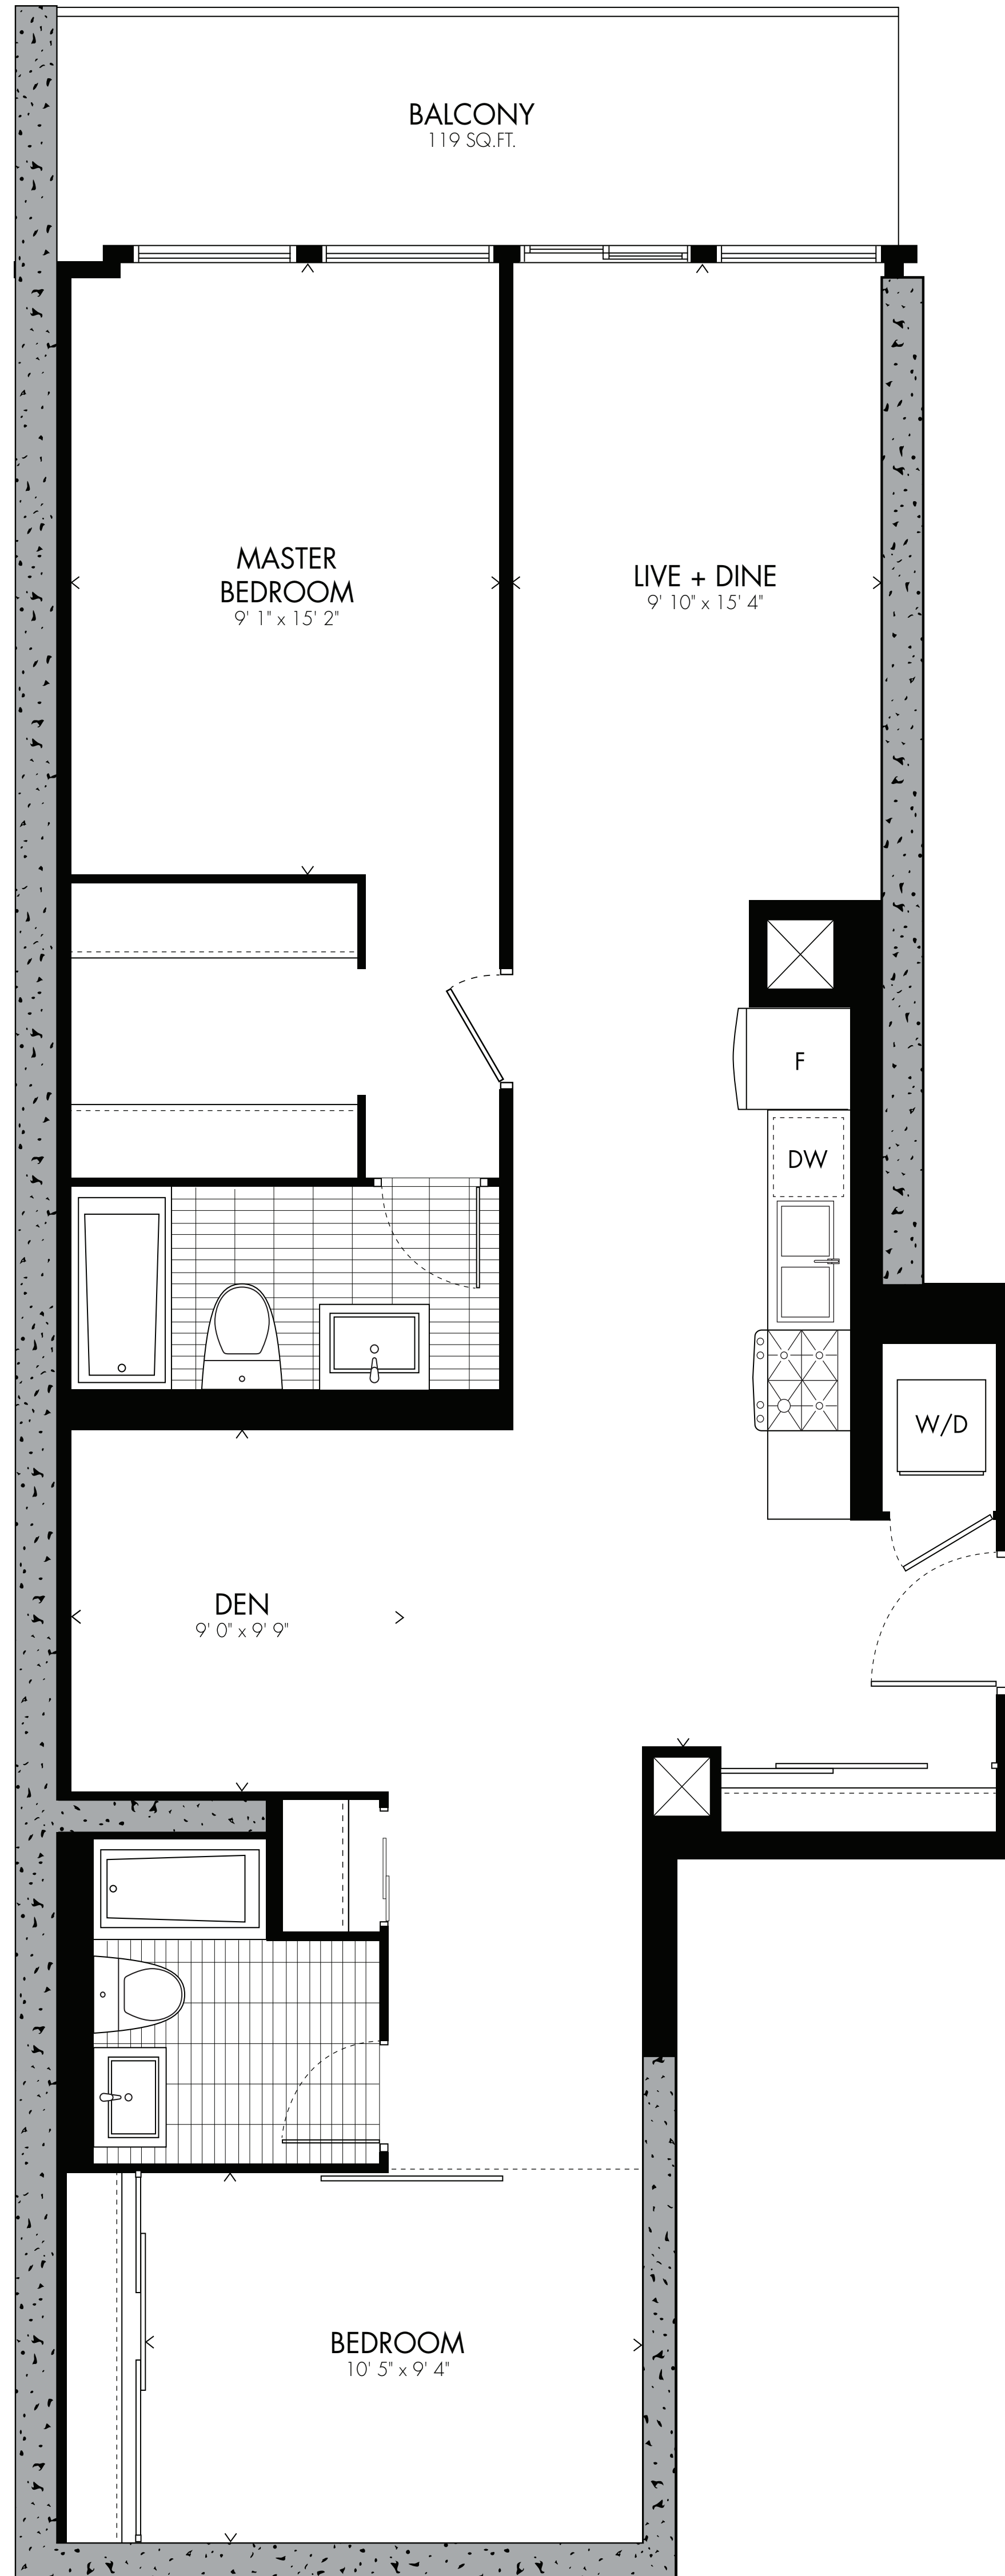 BALCONY
119 SQ.FT.
MASTER
BEDROOM
9' 1" x 15' 2"
LIVE + DINE
9' 10" x 15' 4"
F
DW
W/D
DEN
9' 0" x 9' 9"
BEDROOM
10' 5" x 9' 4"